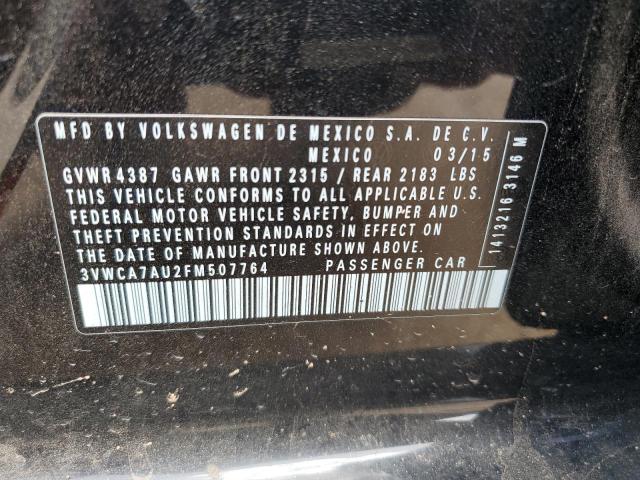 MFD BY VOLKSWAGEN DE MEXICO S.A. DE C.V.
MEXICO 03/15
GVWR 4387 GAWR FRONT 2315 / REAR 2183 LBS
THIS VEHICLE CONFORMS TO ALL APPLICABLE U.S.
FEDERAL MOTOR VEHICLE SAFETY, BUMPER AND
THEFT PREVENTION STANDARDS IN EFFECT ON
THE DATE OF MANUFACTURE SHOWN ABOVE.
3VWCA7AU2FM507764 PASSENGER CAR
1413216 3146 M